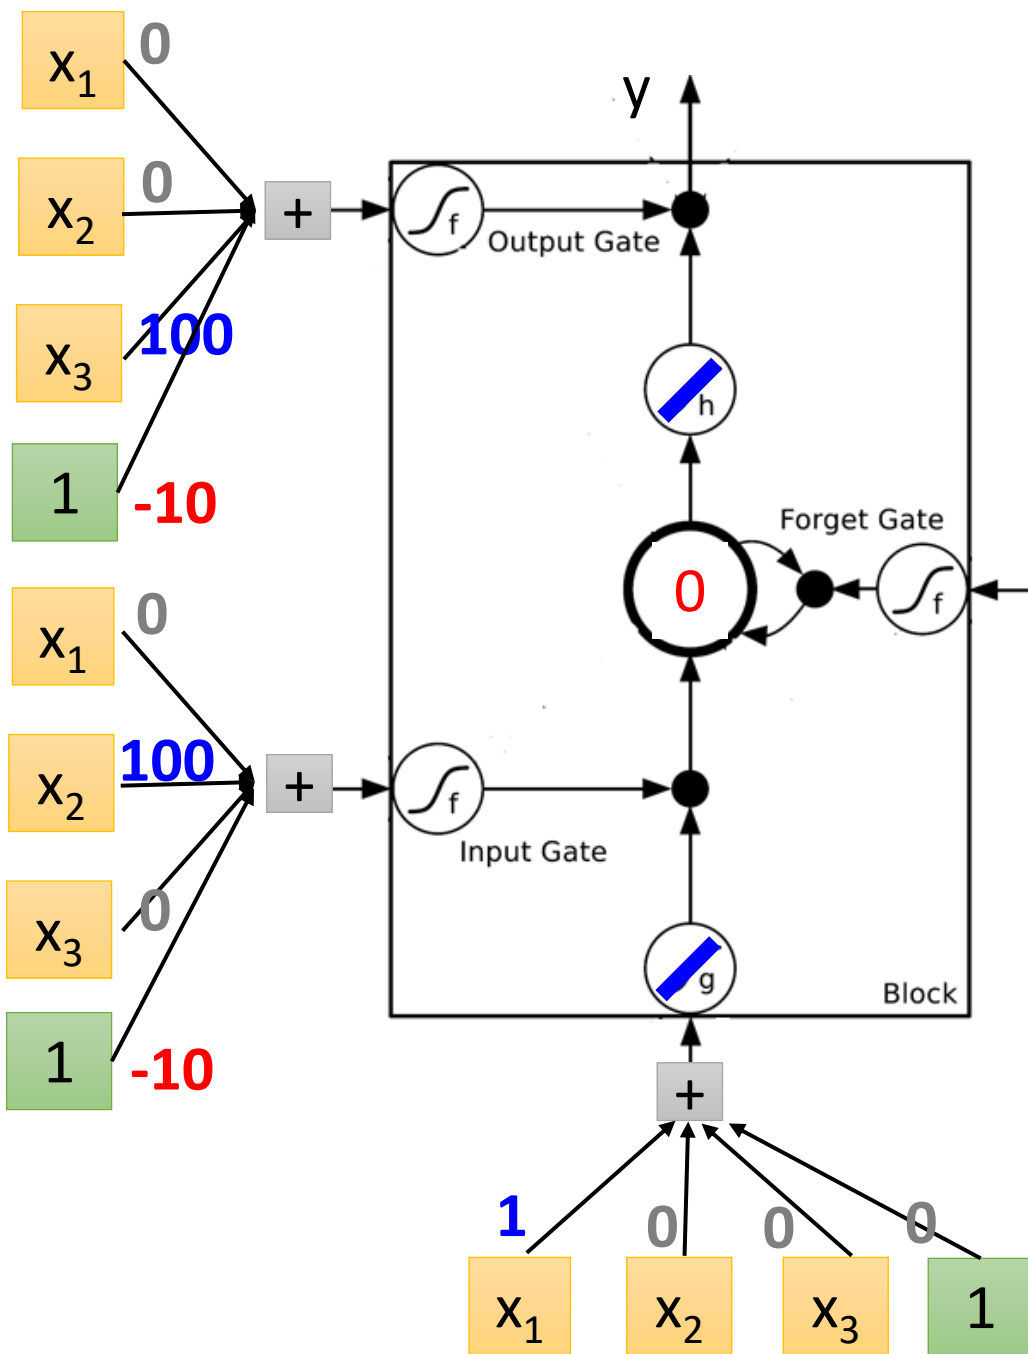 x1 0
y
x2 0
+
f
Output Gate
x3 100
h
1 -10
Forget Gate
0
f
x1 0
x2 100
+
f
Input Gate
x3 0
g
Block
1 -10
+
1 0 0 0
x1 x2 x3 1